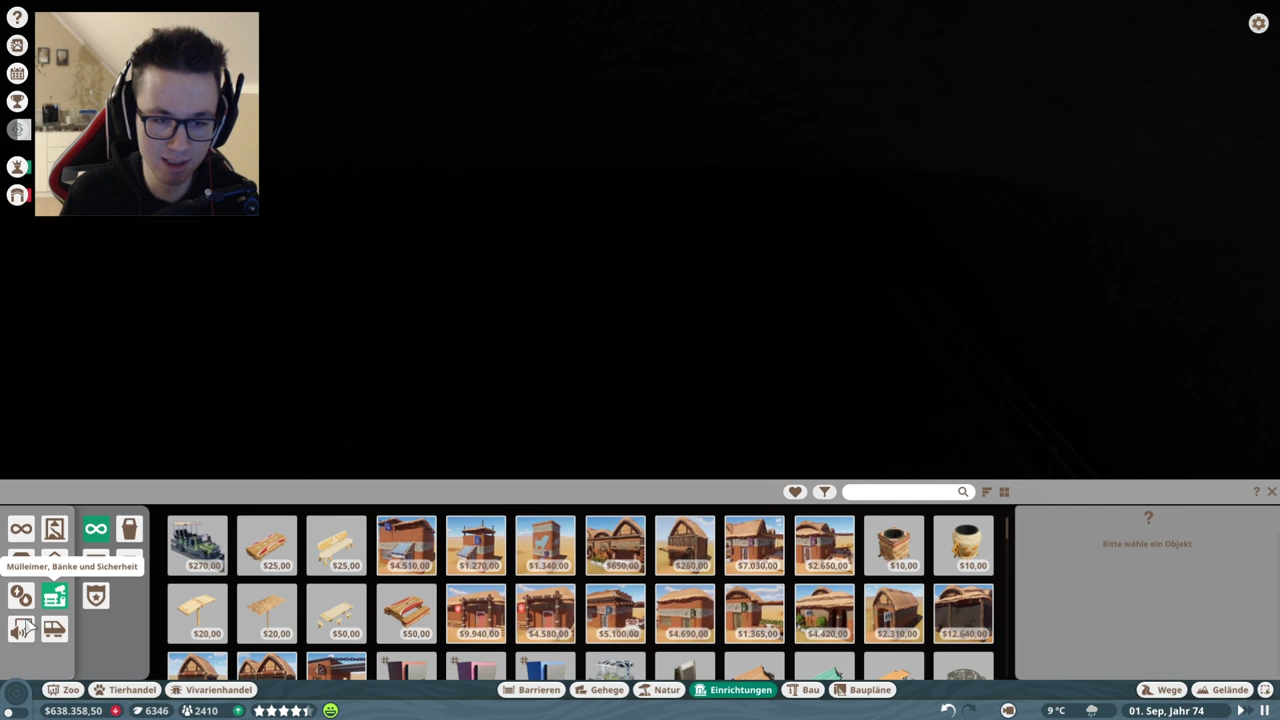 Mülleimer, Bänke und Sicherheit
$270,00 $25,00 $25,00 $4.510,00 $1.270,00 $1.340,00 $650,00 $260,00 $7.030,00 $2.650,00 $10,00 $10,00
$20,00 $20,00 $50,00 $50,00 $9.940,00 $4.580,00 $5.100,00 $4.690,00 $1.365,00 $4.420,00 $2.310,00 $12.640,00
?
Bitte wähle ein Objekt
Zoo Tierhandel Vivarienhandel Barrieren Gehege Natur Einrichtungen Bau Baupläne Wege Gelände
$638.358,50 6346 2410 9 °C 01. Sep, Jahr 74